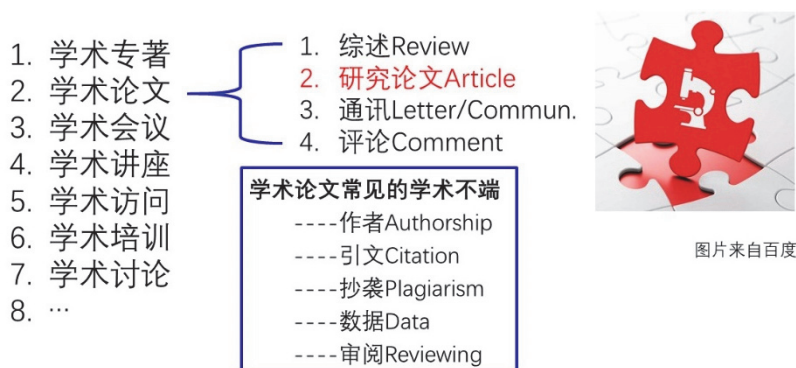 1. 学术专著
2. 学术论文
3. 学术会议
4. 学术讲座
5. 学术访问
6. 学术培训
7. 学术讨论
8. …
1. 综述Review
2. 研究论文Article
3. 通讯Letter/Commun.
4. 评论Comment
学术论文常见的学术不端
----作者Authorship
----引文Citation
----抄袭Plagiarism
----数据Data
----审阅Reviewing
图片来自百度